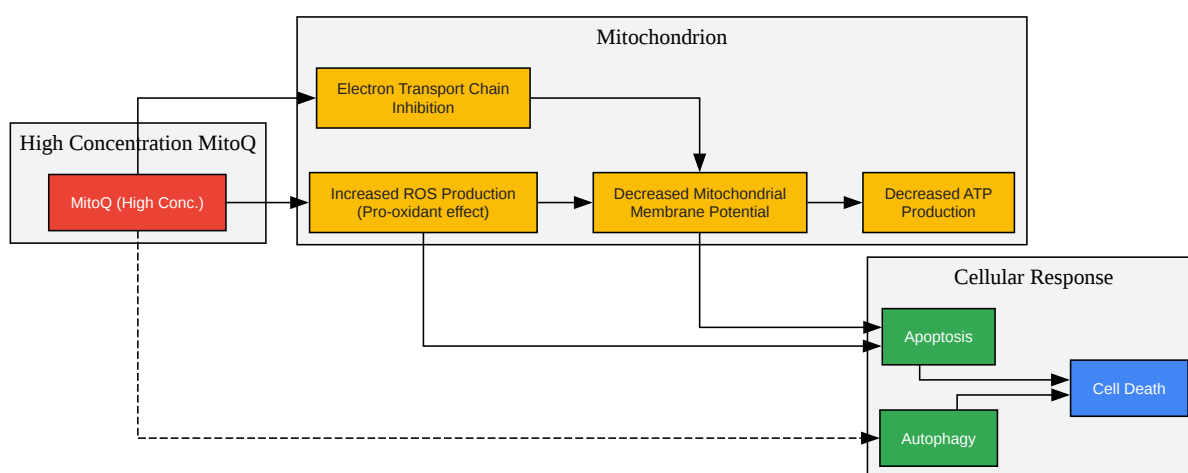 Mitochondrion
Electron Transport Chain
Inhibition
High Concentration MitoQ
MitoQ (High Conc.)
Increased ROS Production
(Pro-oxidant effect)
Decreased Mitochondrial
Membrane Potential
Decreased ATP
Production
Cellular Response
Apoptosis
Cell Death
Autophagy